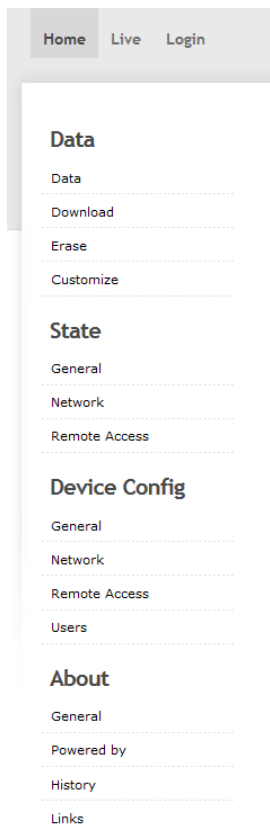 Home Live Login
Data
Data
Download
Erase
Customize
State
General
Network
Remote Access
Device Config
General
Network
Remote Access
Users
About
General
Powered by
History
Links